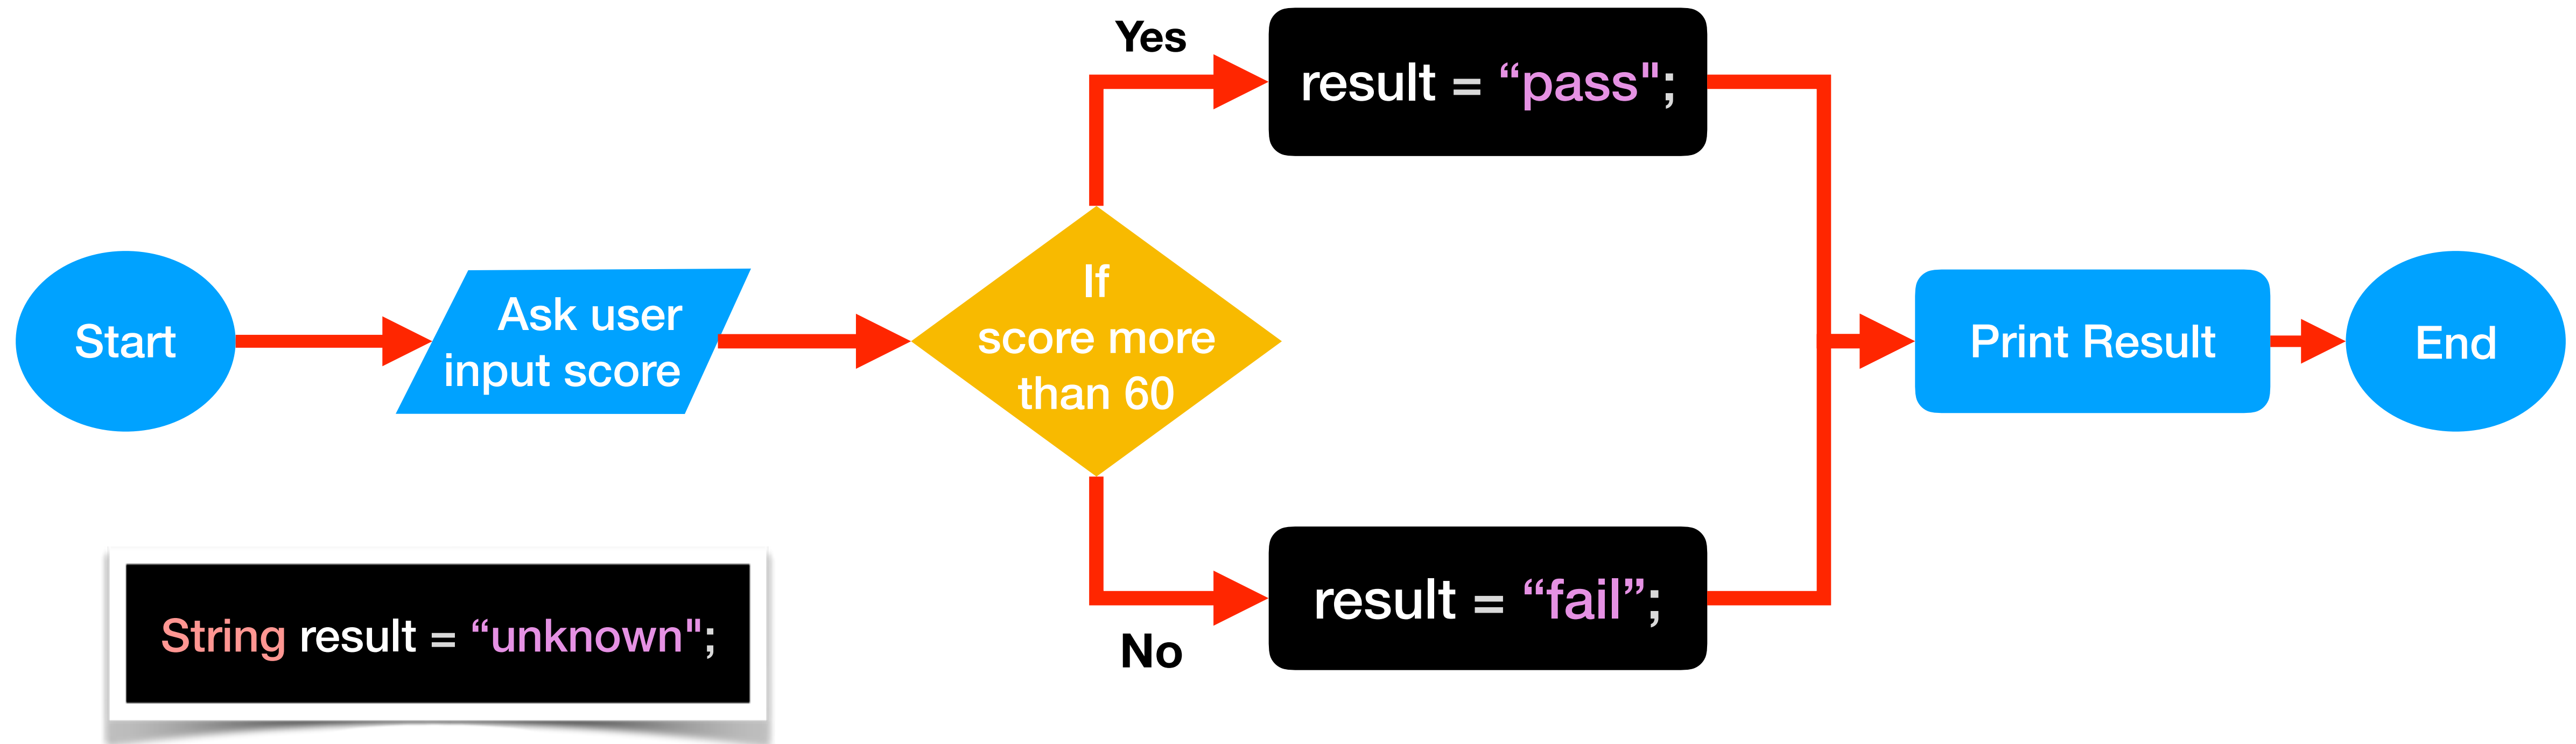 Start
Ask user
input score
If
score more
than 60
Yes
result = “pass";
No
result = “fail”;
Print Result
End
String result = “unknown";